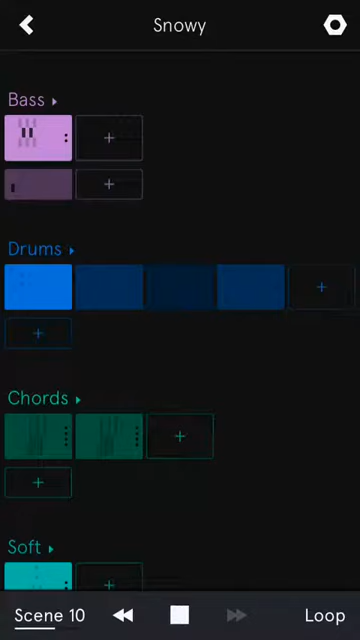 Snowy
Bass
+
+
Drums
+
+
Chords
+
+
Soft
+
Scene 10
Loop